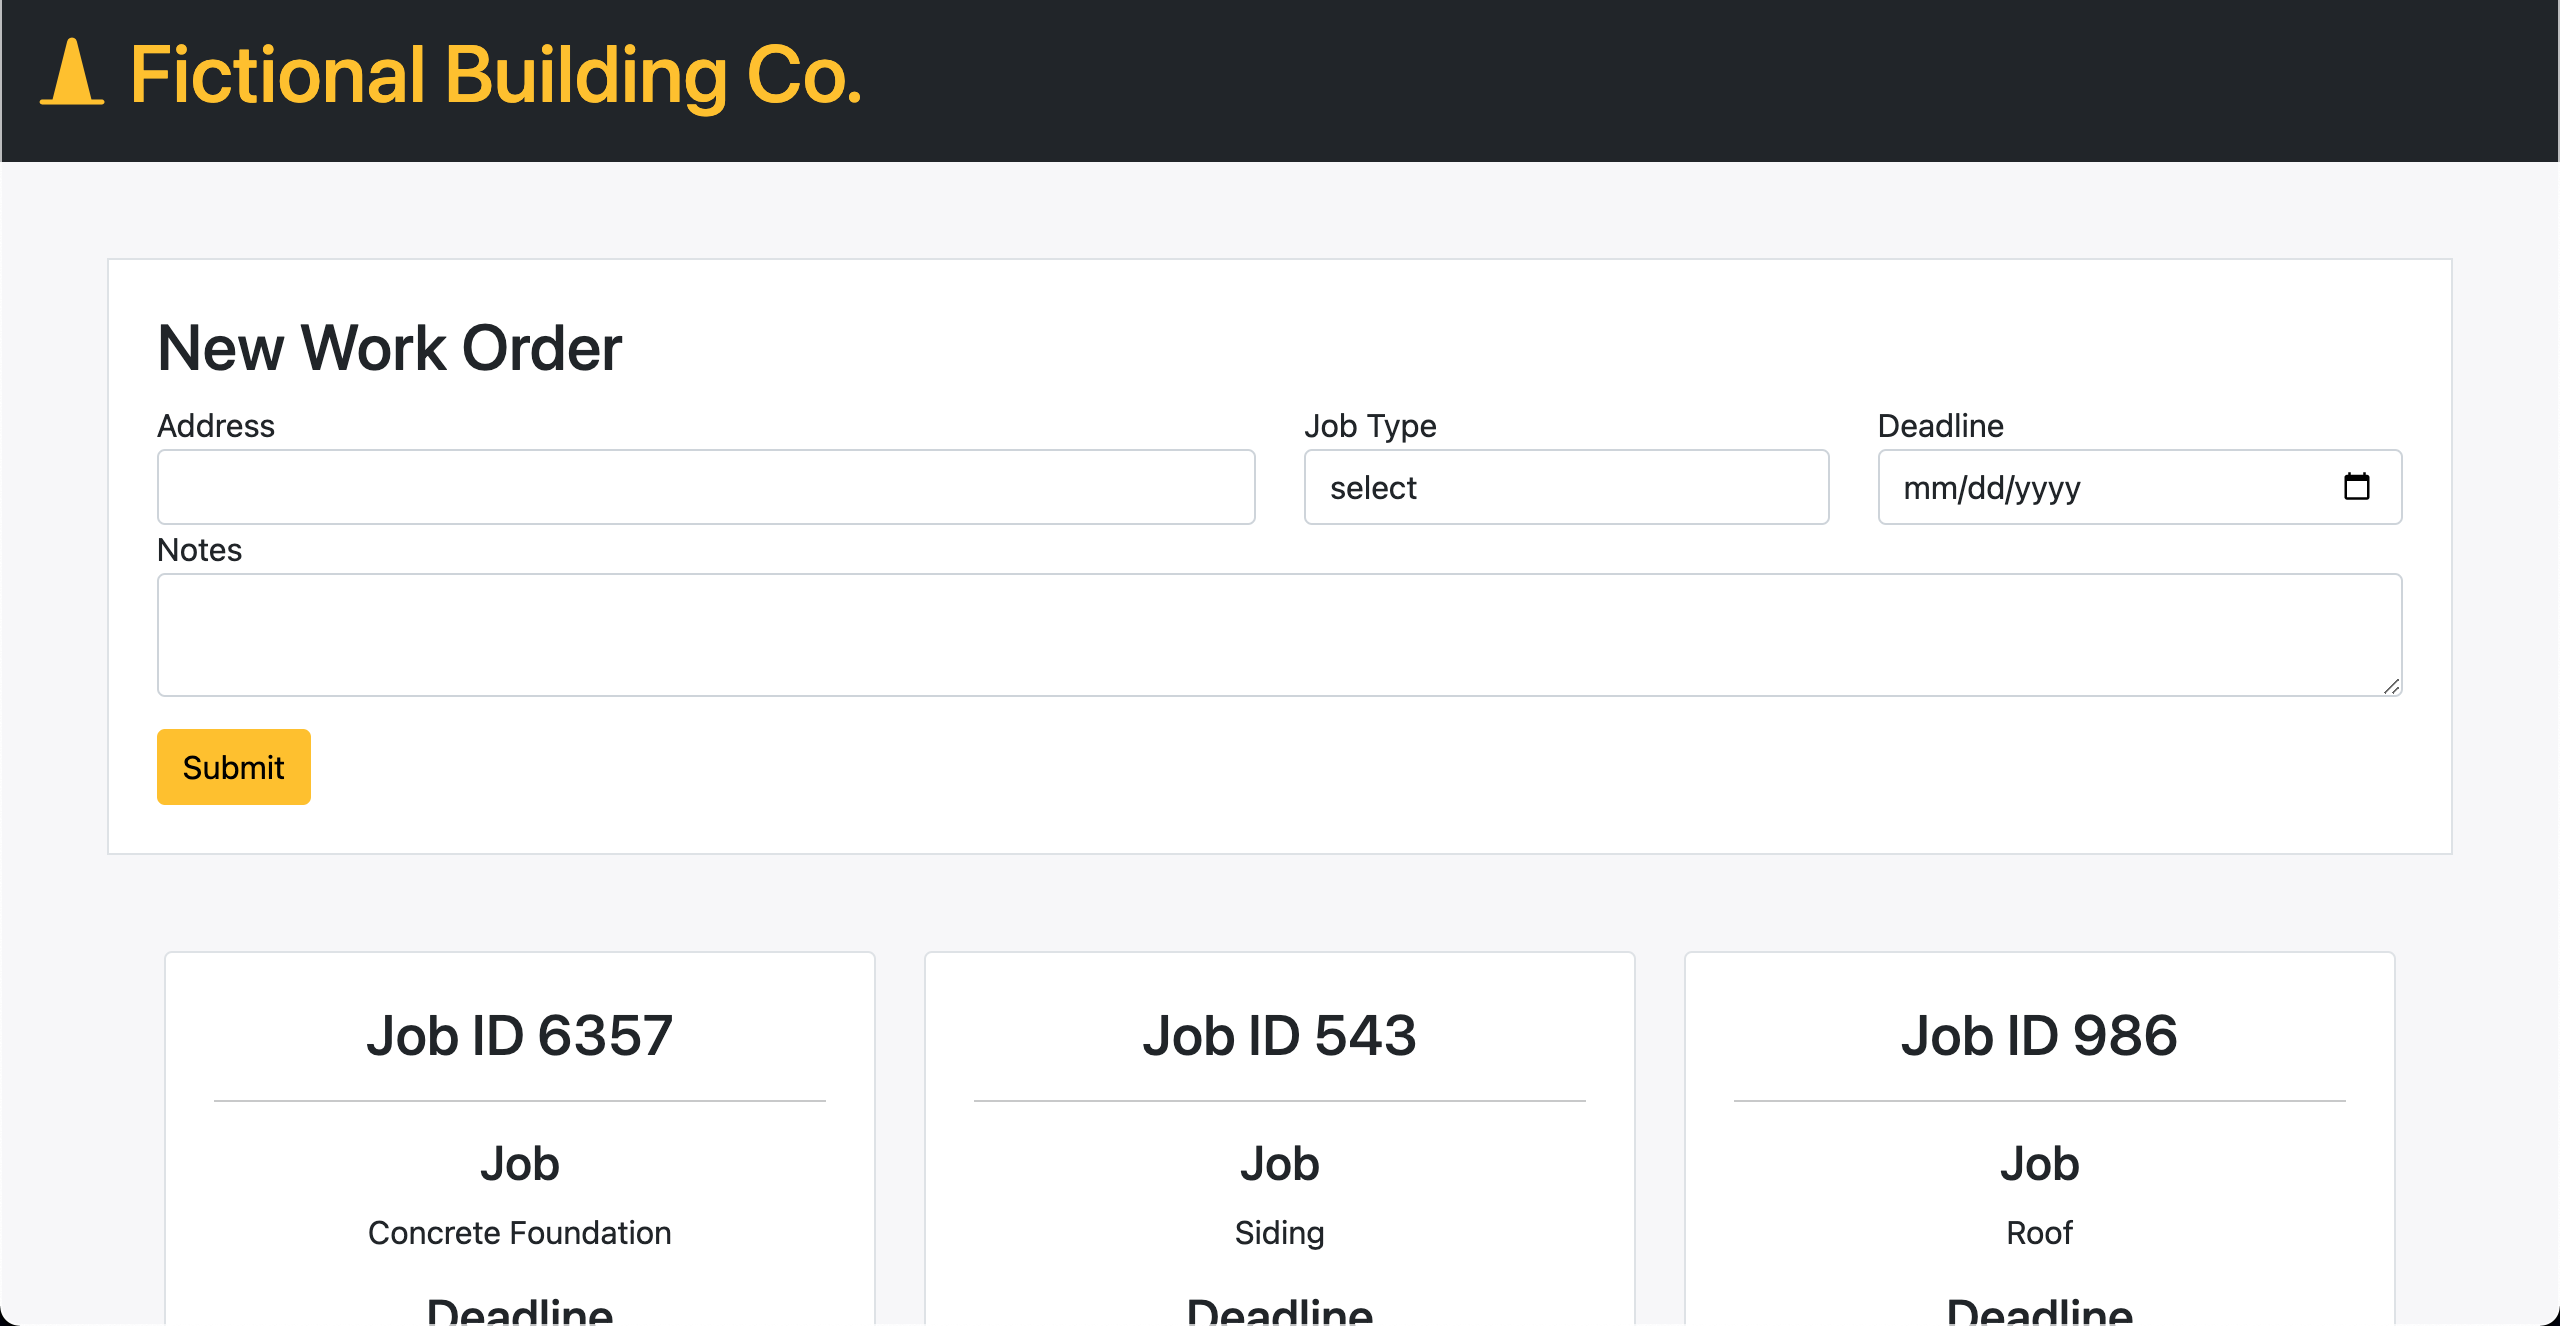 Fictional Building Co.
New Work Order
Address
Job Type
Deadline
select
mm/dd/yyyy
Notes
Submit
Job ID 6357
Job
Concrete Foundation
Deadline
Job ID 543
Job
Siding
Deadline
Job ID 986
Job
Roof
Deadline